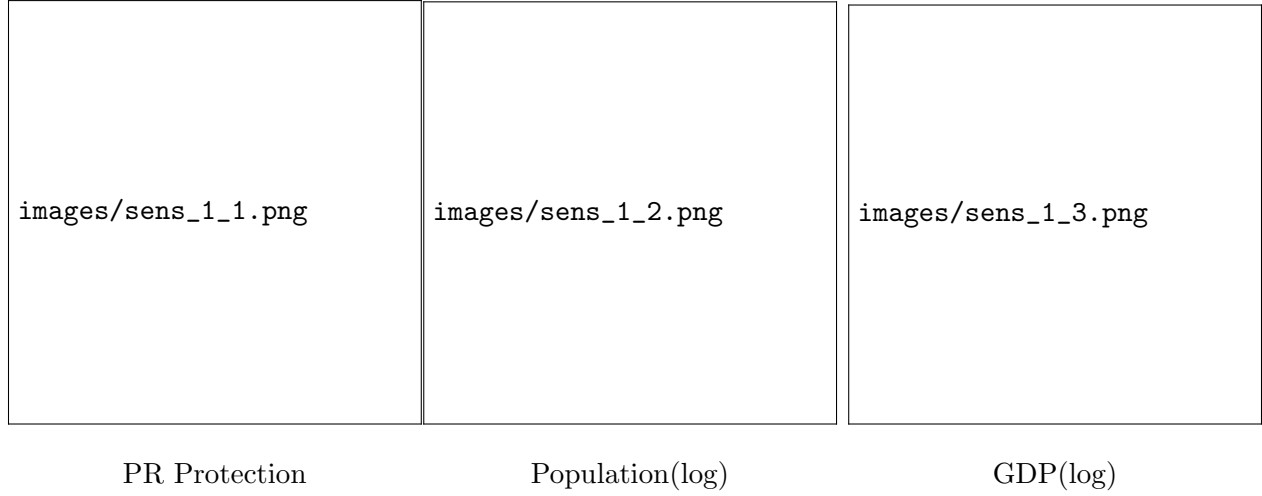 images/sens_1_1.png
images/sens_1_2.png
images/sens_1_3.png
PR Protection
Population(log)
GDP(log)